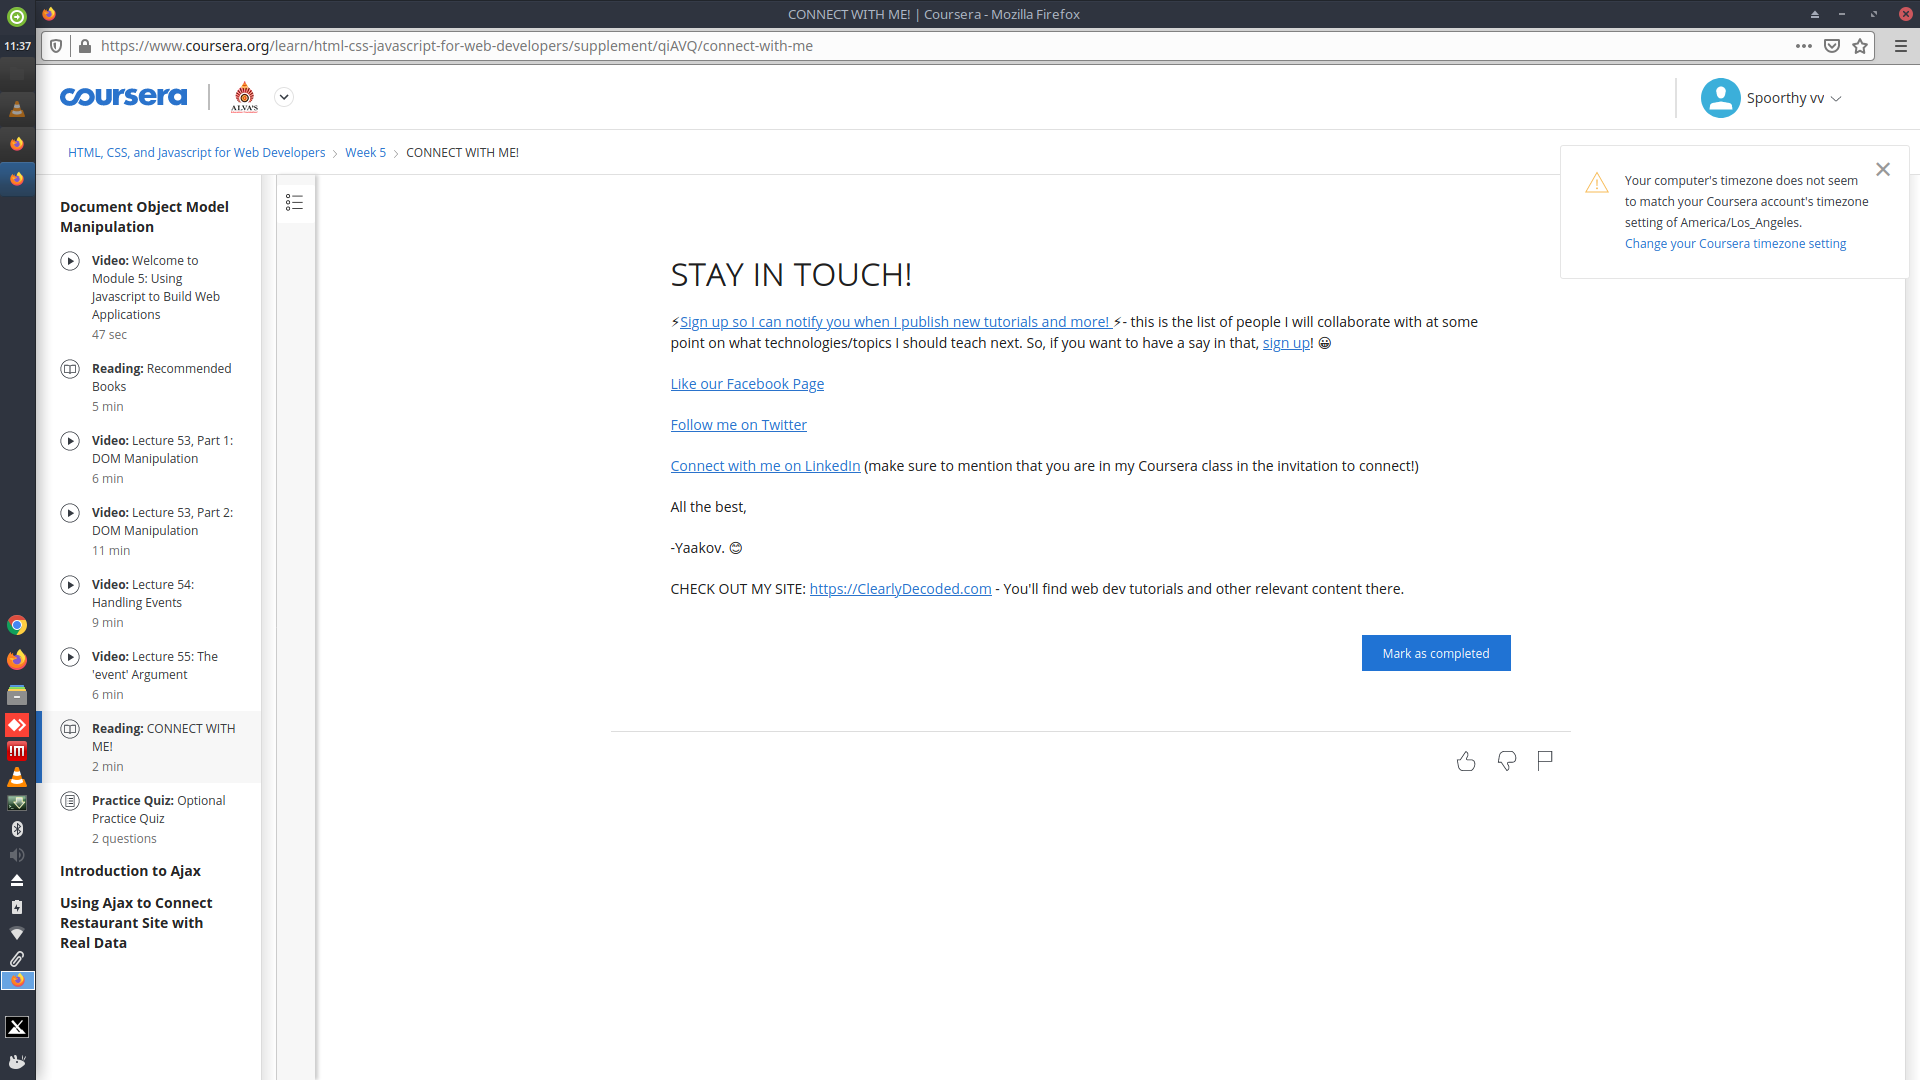 CONNECT WITH ME! | Coursera - Mozilla Firefox
11:37
https://www.coursera.org/learn/html-css-javascript-for-web-developers/supplement/qiAVQ/connect-with-me
coursera
ALVA'S
Spoorthy vv
HTML, CSS, and Javascript for Web Developers
Week 5
CONNECT WITH ME!
Your computer's timezone does not seem
to match your Coursera account's timezone
setting of America/Los_Angeles.
Change your Coursera timezone setting
Document Object Model
Manipulation
Video: Welcome to
Module 5: Using
Javascript to Build Web
Applications
47 sec
Reading: Recommended
Books
5 min
Video: Lecture 53, Part 1:
DOM Manipulation
6 min
Video: Lecture 53, Part 2:
DOM Manipulation
11 min
Video: Lecture 54:
Handling Events
9 min
Video: Lecture 55: The
'event' Argument
6 min
Reading: CONNECT WITH
ME!
2 min
Practice Quiz: Optional
Practice Quiz
2 questions
Introduction to Ajax
Using Ajax to Connect
Restaurant Site with
Real Data
STAY IN TOUCH!
⚡Sign up so I can notify you when I publish new tutorials and more! ⚡- this is the list of people I will collaborate with at some
point on what technologies/topics I should teach next. So, if you want to have a say in that, sign up! 😀
Like our Facebook Page
Follow me on Twitter
Connect with me on LinkedIn (make sure to mention that you are in my Coursera class in the invitation to connect!)
All the best,
-Yaakov. 😊
CHECK OUT MY SITE: https://ClearlyDecoded.com - You'll find web dev tutorials and other relevant content there.
Mark as completed